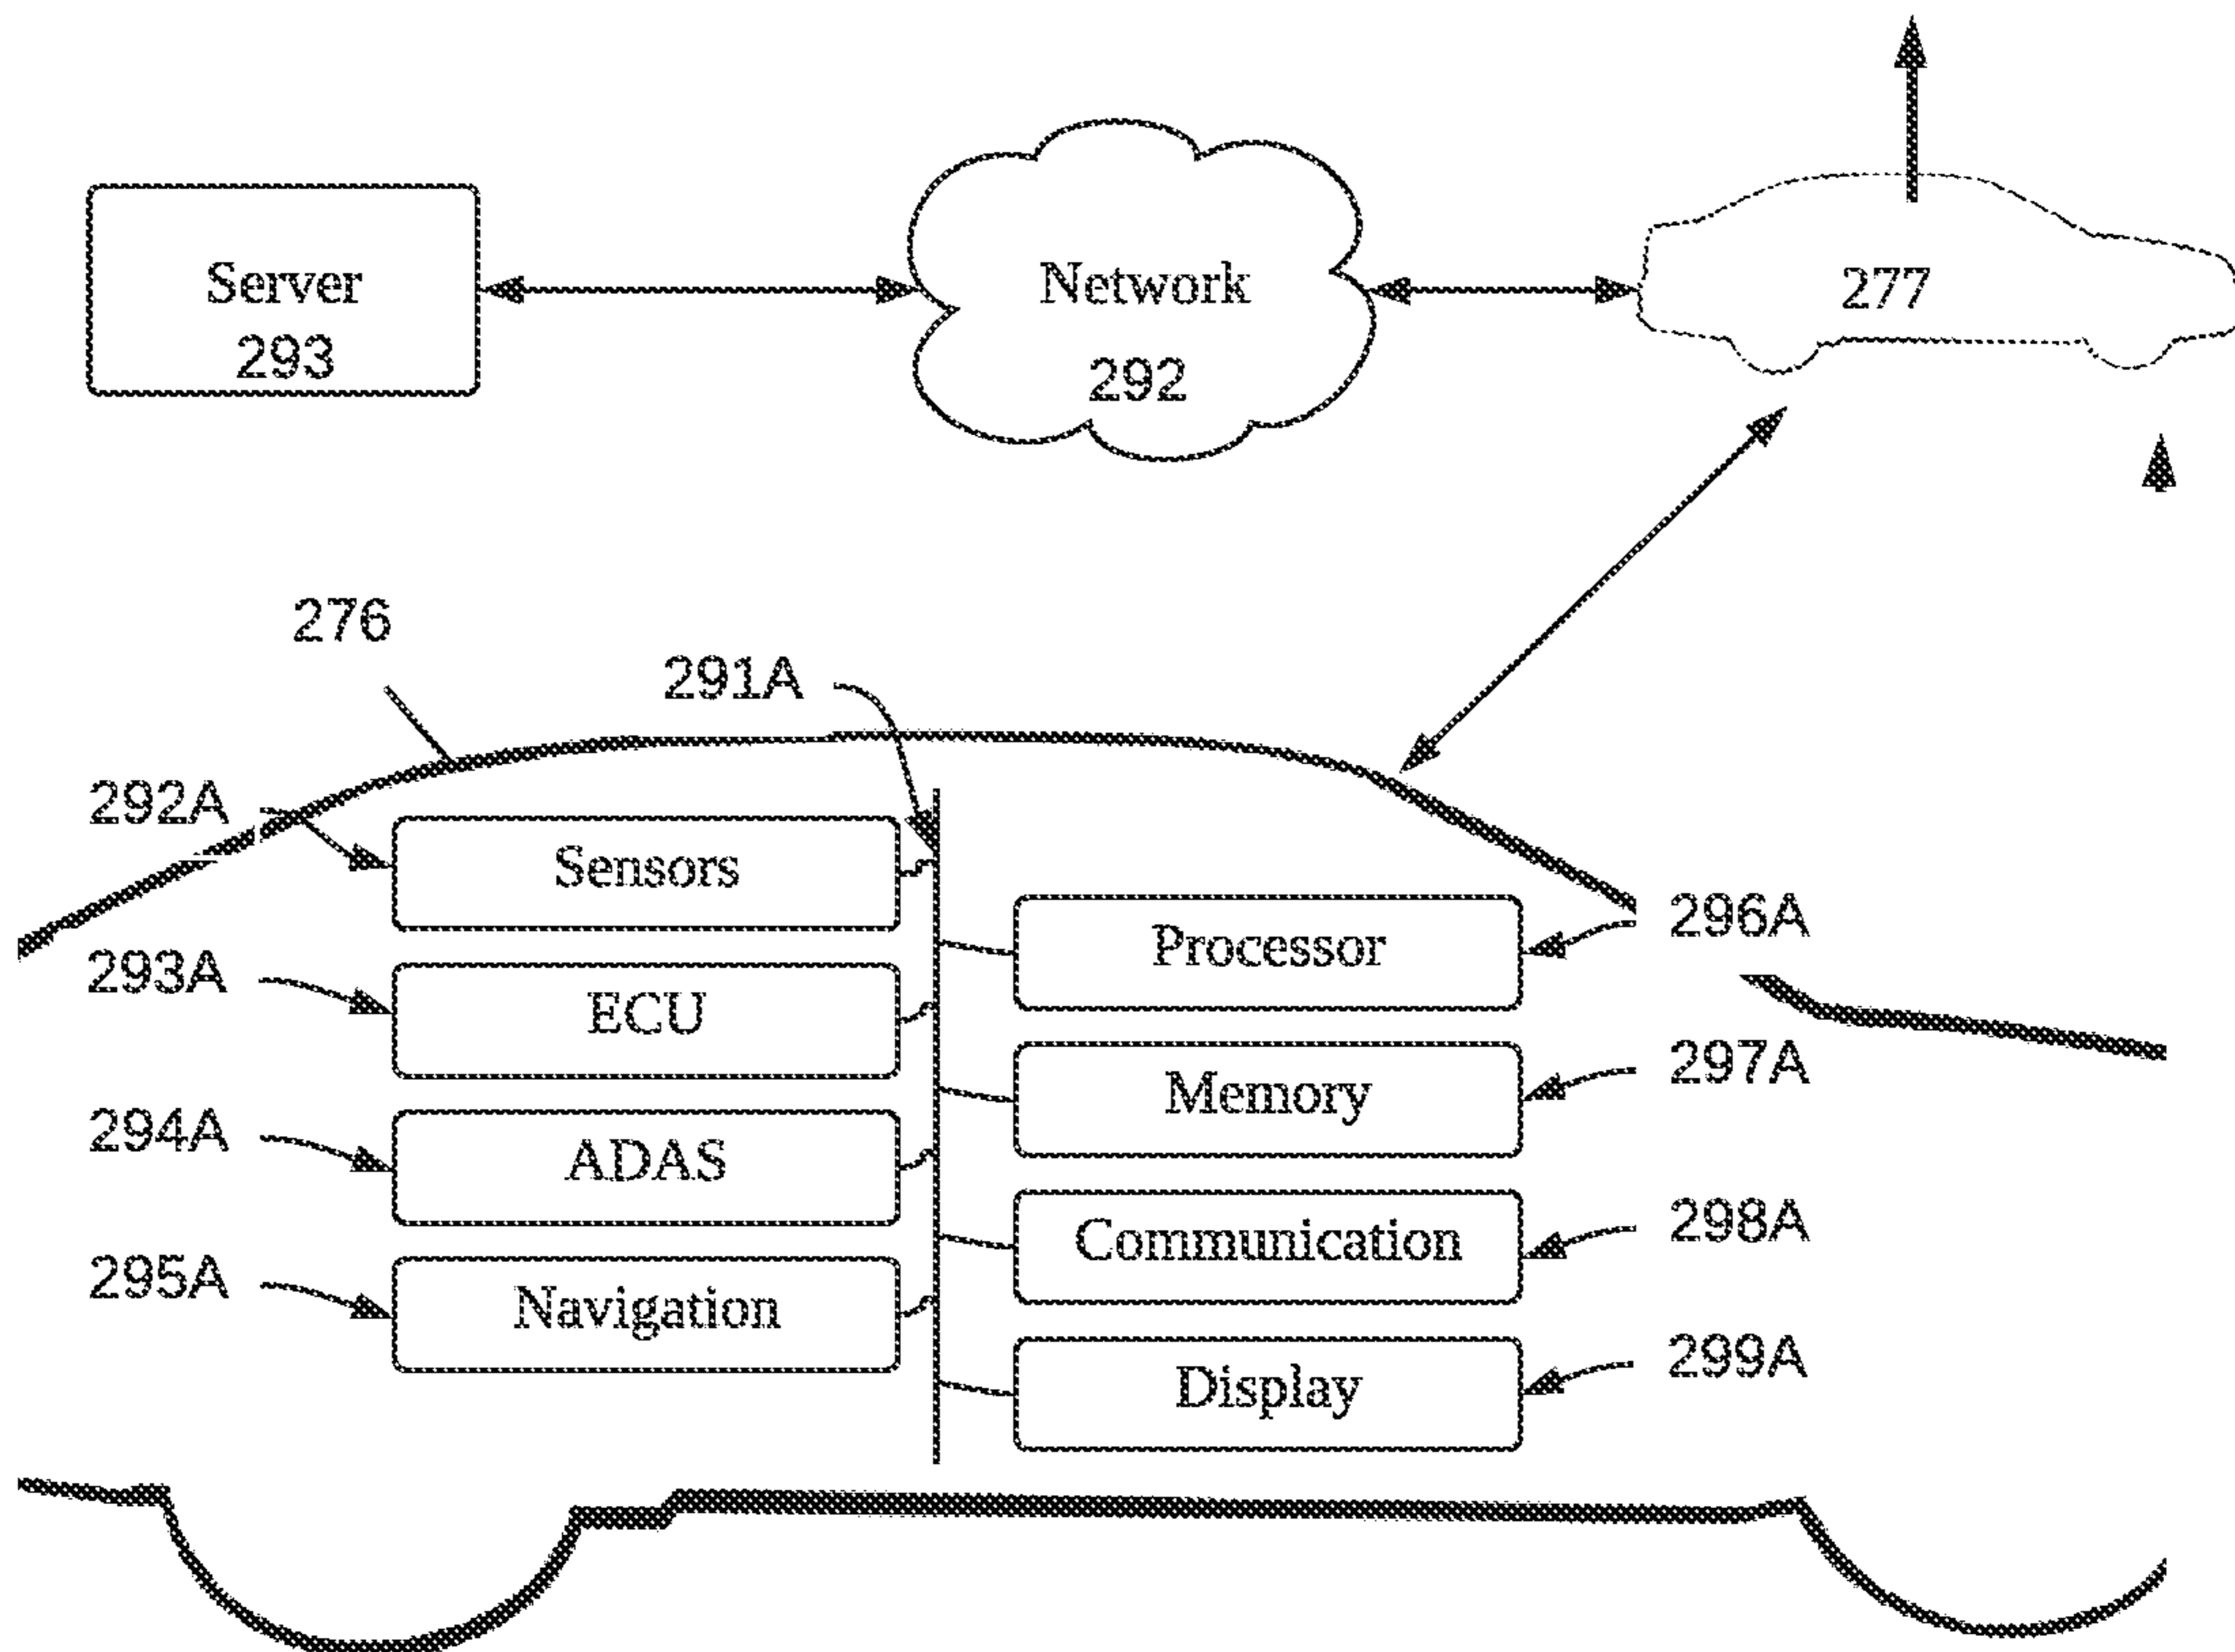 Server
293
Network
292
277
276
291A
292A
Sensors
Processor
296A
293A
ECU
Memory
297A
294A
ADAS
Communication
298A
295A
Navigation
Display
299A